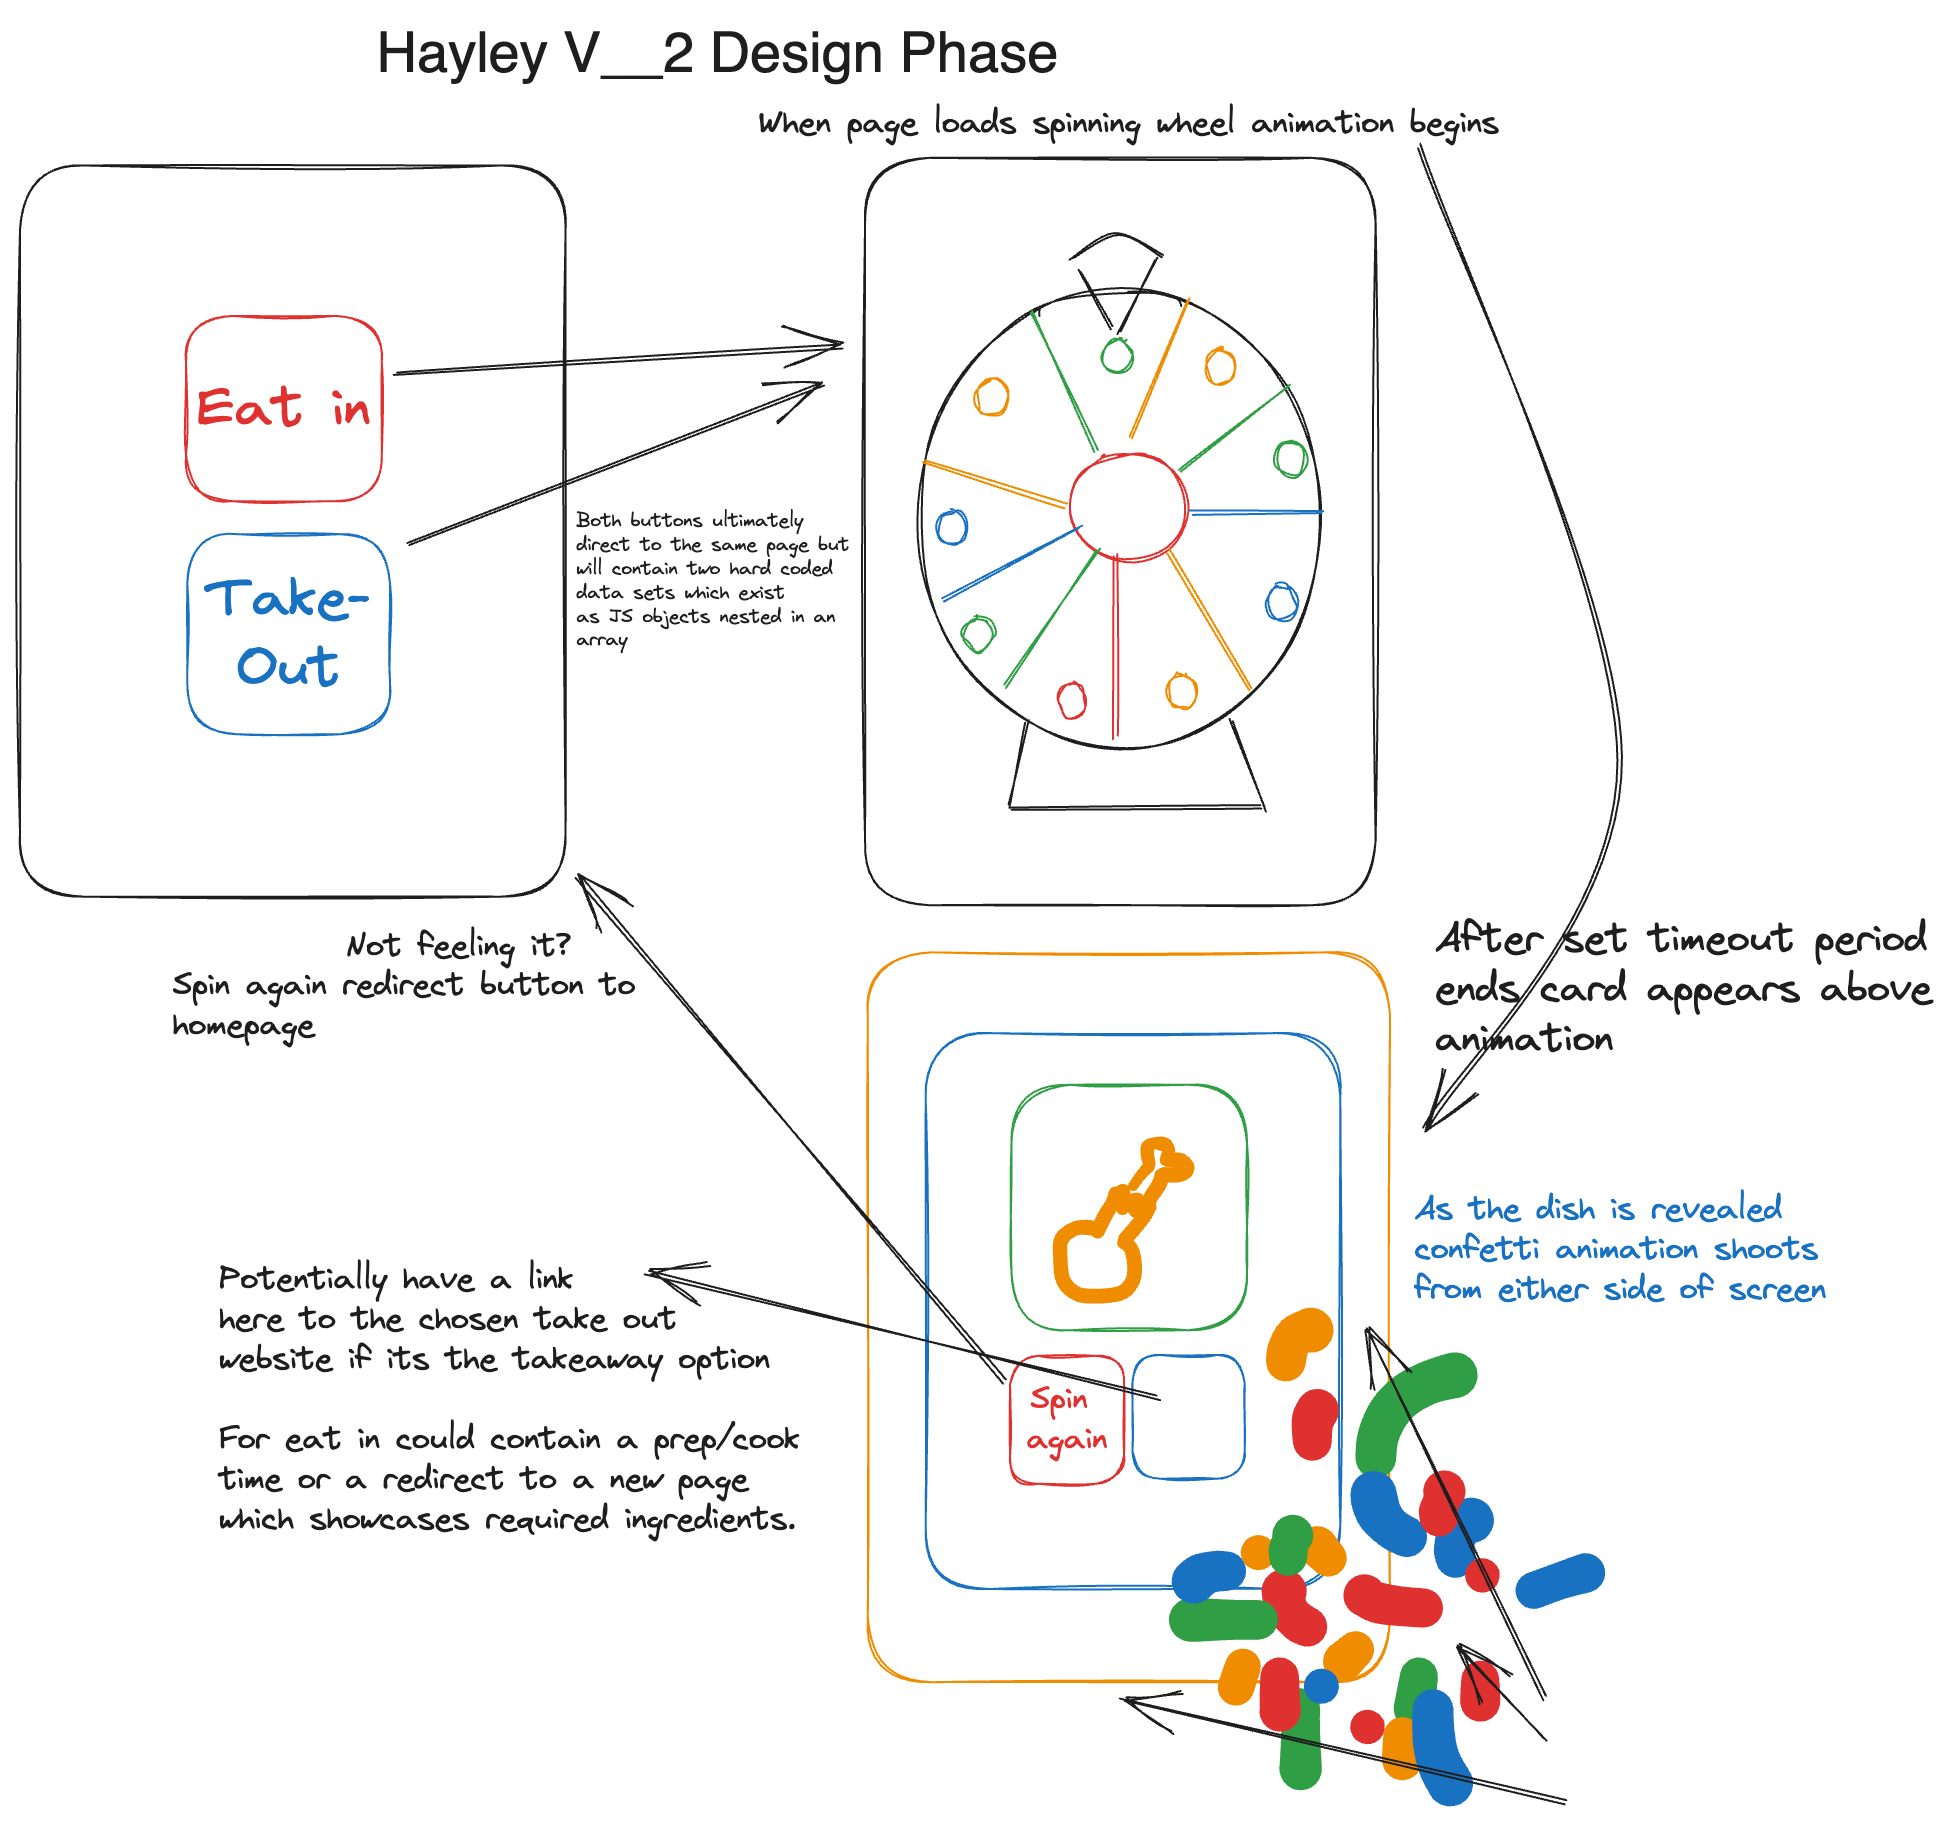 Hayley V__2 Design Phase
When page loads spinning wheel animation begins
Eat in
Take-
Out
Both buttons ultimately
direct to the same page but
will contain two hard coded
data sets which exist
as JS objects nested in an
array
Not feeling it?
Spin again redirect button to
homepage
After set timeout period
ends card appears above
animation
As the dish is revealed
confetti animation shoots
from either side of screen
Potentially have a link
here to the chosen take out
website if its the takeaway option
For eat in could contain a prep/cook
time or a redirect to a new page
which showcases required ingredients.
Spin
again